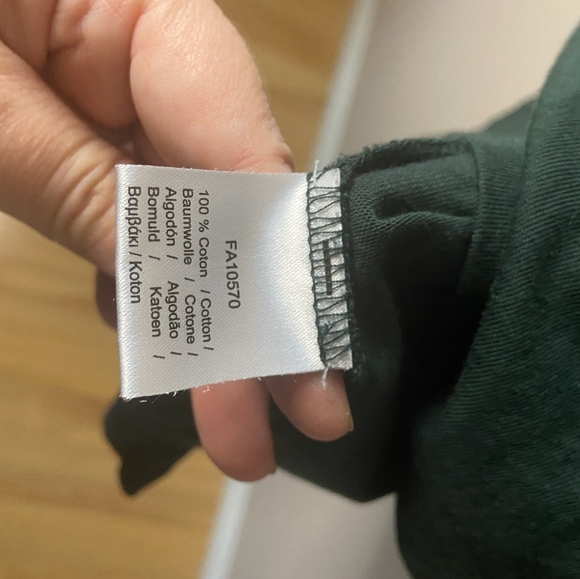 FA10570
100 % Coton / Cotton /
Baumwolle / Cotone /
Algodón / Algodão /
Bomuld / Katoen /
Βαμβάκι / Koton